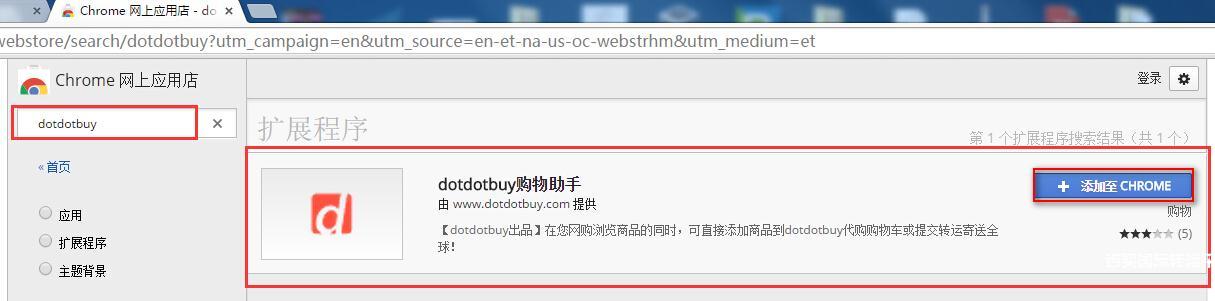 扩展程序
Chrome 网上应用店 - do
webstore/search/dotdotbuy?utm_campaign=en&utm_source=en-et-na-us-oc-webstrhm&utm_medium=et
Chrome 网上应用店
登录
dotdotbuy
扩展程序
第 1 个扩展程序搜索结果（共 1 个）
«首页
dotdotbuy购物助手
由 www.dotdotbuy.com 提供
添加至 CHROME
购物
【dotdotbuy出品】在您网购浏览商品的同时，可直接添加商品到dotdotbuy代购购物车或提交转运寄送全
球！
(5)
应用
扩展程序
主题背景